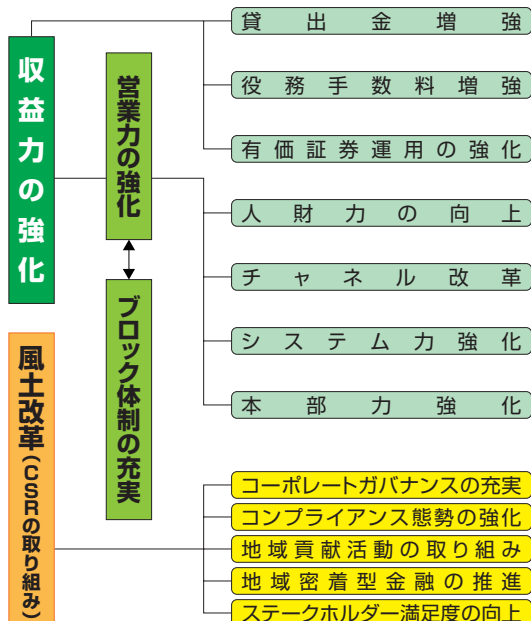 収益力の強化
営業力の強化
ブロック体制の充実
貸出金増強
役務手数料増強
有価証券運用の強化
人財力の向上
チャネル改革
システム力強化
本部力強化
風土改革(CSRの取り組み)
コーポレートガバナンスの充実
コンプライアンス態勢の強化
地域貢献活動の取り組み
地域密着型金融の推進
ステークホルダー満足度の向上